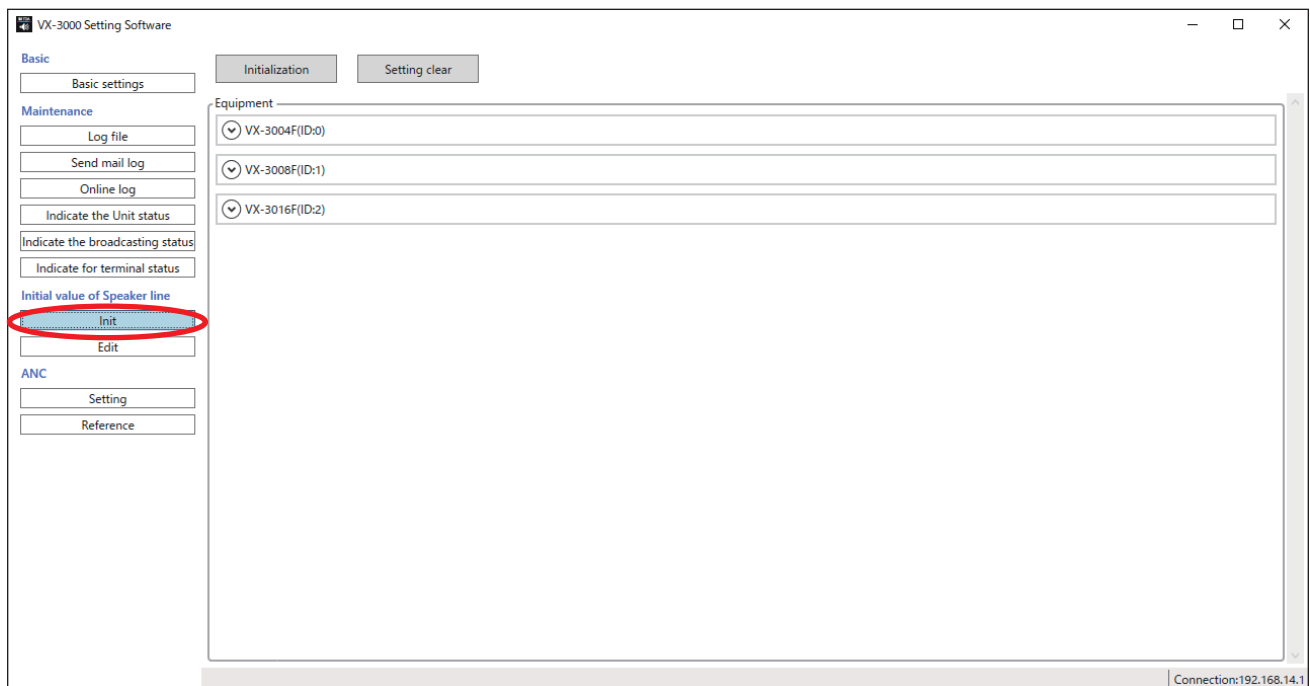 VX-3000 Setting Software
Basic
Basic settings
Maintenance
Log file
Send mail log
Online log
Indicate the Unit status
Indicate the broadcasting status
Indicate for terminal status
Initial value of Speaker line
Init
Edit
ANC
Setting
Reference
Initialization
Setting clear
Equipment
VX-3004F(ID:0)
VX-3008F(ID:1)
VX-3016F(ID:2)
Connection:192.168.14.1